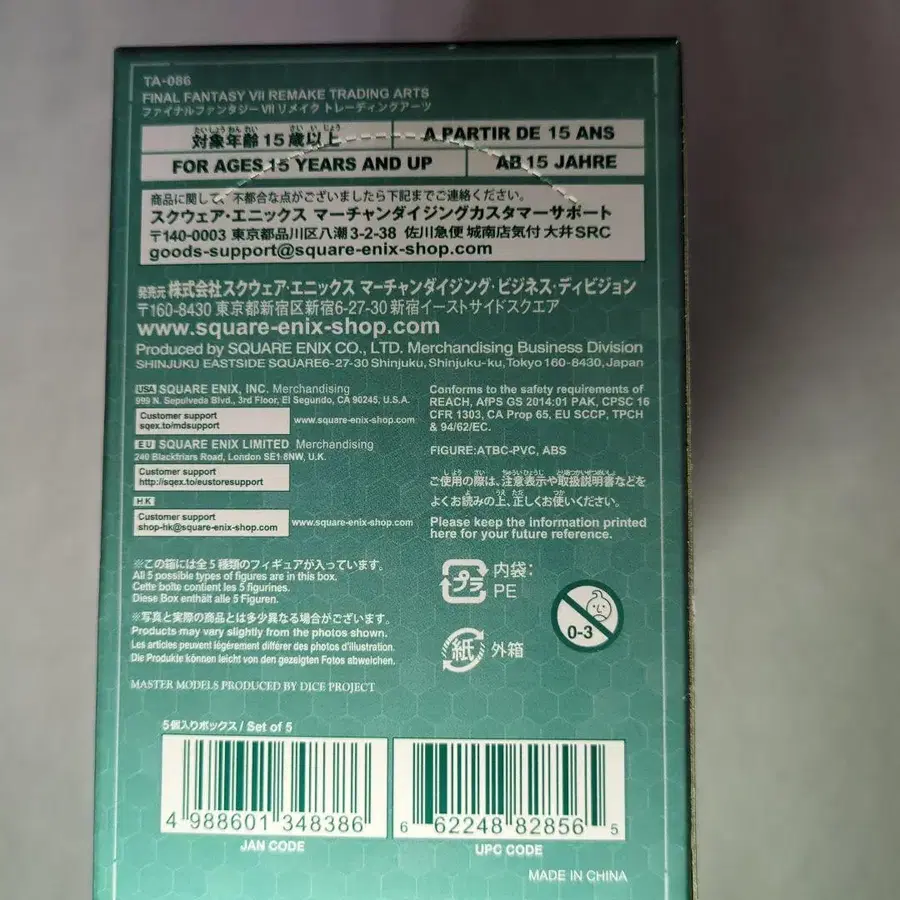 TA-086
FINAL FANTASY VII REMAKE TRADING ARTS
ファイナルファンタジーVII リメイク トレーディングアーツ
対象年齢15歳以上
A PARTIR DE 15 ANS
FOR AGES 15 YEARS AND UP
AB 15 JAHRE
商品に関して、不都合な点がございましたら下記までご連絡ください。
スクウェア・エニックス マーチャンダイジングカスタマーサポート
〒140-0003 東京都品川区八潮3-2-38 佐川急便 城南店気付 大井SRC
goods-support@square-enix-shop.com
発売元 株式会社スクウェア・エニックス マーチャンダイジング・ビジネス・ディビジョン
〒160-8430 東京都新宿区新宿6-27-30 新宿イーストサイドスクエア
www.square-enix-shop.com
Produced by SQUARE ENIX CO., LTD. Merchandising Business Division
SHINJUKU EASTSIDE SQUARE6-27-30 Shinjuku, Shinjuku-ku, Tokyo 160-8430, Japan
USA SQUARE ENIX, INC. Merchandising
999 N. Sepulveda Blvd., 3rd Floor, El Segundo, CA 90245, U.S.A.
Customer support
sqex.to/mdsupport
www.square-enix-shop.com
EU SQUARE ENIX LIMITED Merchandising
240 Blackfriars Road, London SE1 8NW, U.K.
Customer support
http://sqex.to/eustoresupport
HK
Customer support
shop-hk@square-enix-shop.com
www.square-enix-shop.com
Conforms to the safety requirements of
REACH, AfPS GS 2014:01 PAK, CPSC 16
CFR 1303, CA Prop 65, EU SCCP, TPCH
& 94/62/EC.
FIGURE:ATBC-PVC, ABS
ご使用の際は、注意表示や取扱説明書などを
よくお読みの上、正しくお使いください。
Please keep the information printed
here for your future reference.
※この箱には全5種類のフィギュアが入っています。
All 5 possible types of figures are in this box.
Cette boîte contient les 5 figurines.
Diese Box enthält alle 5 Figuren.
※写真と実際の商品とは多少異なる場合がございます。
Products may vary slightly from the photos shown.
Les articles peuvent légèrement différer des photos d'illustration.
Die Produkte können leicht von den gezeigten Fotos abweichen.
MASTER MODELS PRODUCED BY DICE PROJECT
プラ
内袋：
PE
紙
外箱
0-3
5個入りボックス/ Set of 5
4 988601 348386
JAN CODE
6 62248 82856 5
UPC CODE
MADE IN CHINA